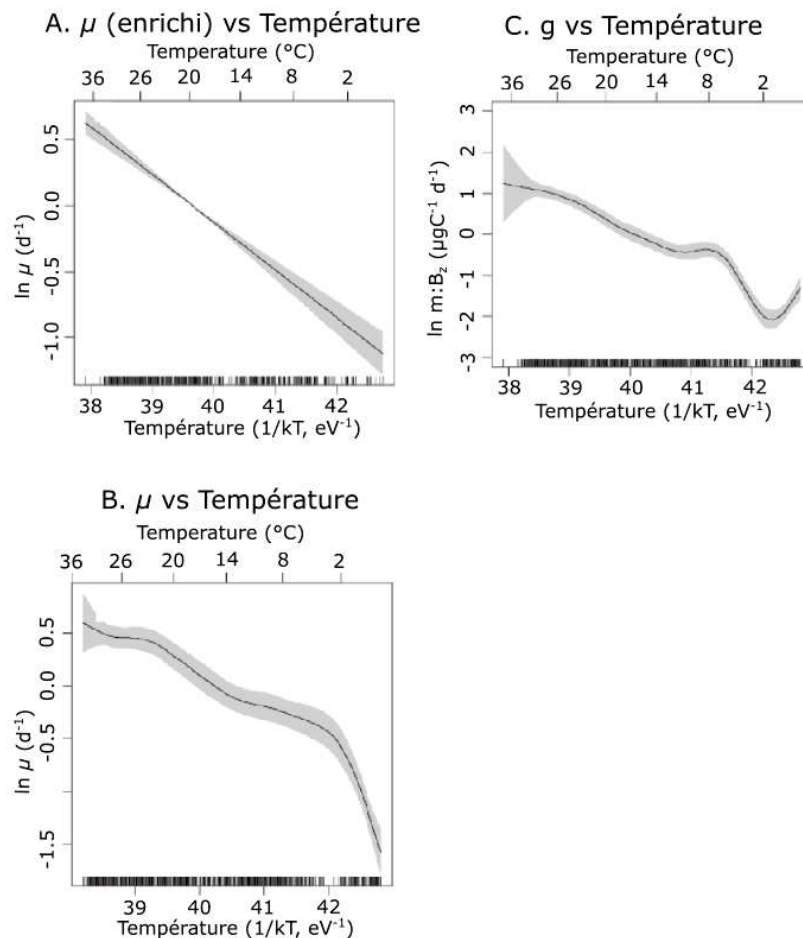 A. μ (enrichi) vs Température
Temperature (°C)
36 26 20 14 8 2
ln μ (d⁻¹)
0.5
0.0
-0.5
-1.0
38 39 40 41 42
Température (1/kT, eV⁻¹)
C. g vs Température
Temperature (°C)
36 26 20 14 8 2
ln m:B_z (μgC⁻¹ d⁻¹)
3
2
1
0
-1
-2
-3
38 39 40 41 42
Température (1/kT, eV⁻¹)
B. μ vs Température
Temperature (°C)
36 26 20 14 8 2
ln μ (d⁻¹)
0.5
0.0
-0.5
-1.5
39 40 41 42
Température (1/kT, eV⁻¹)